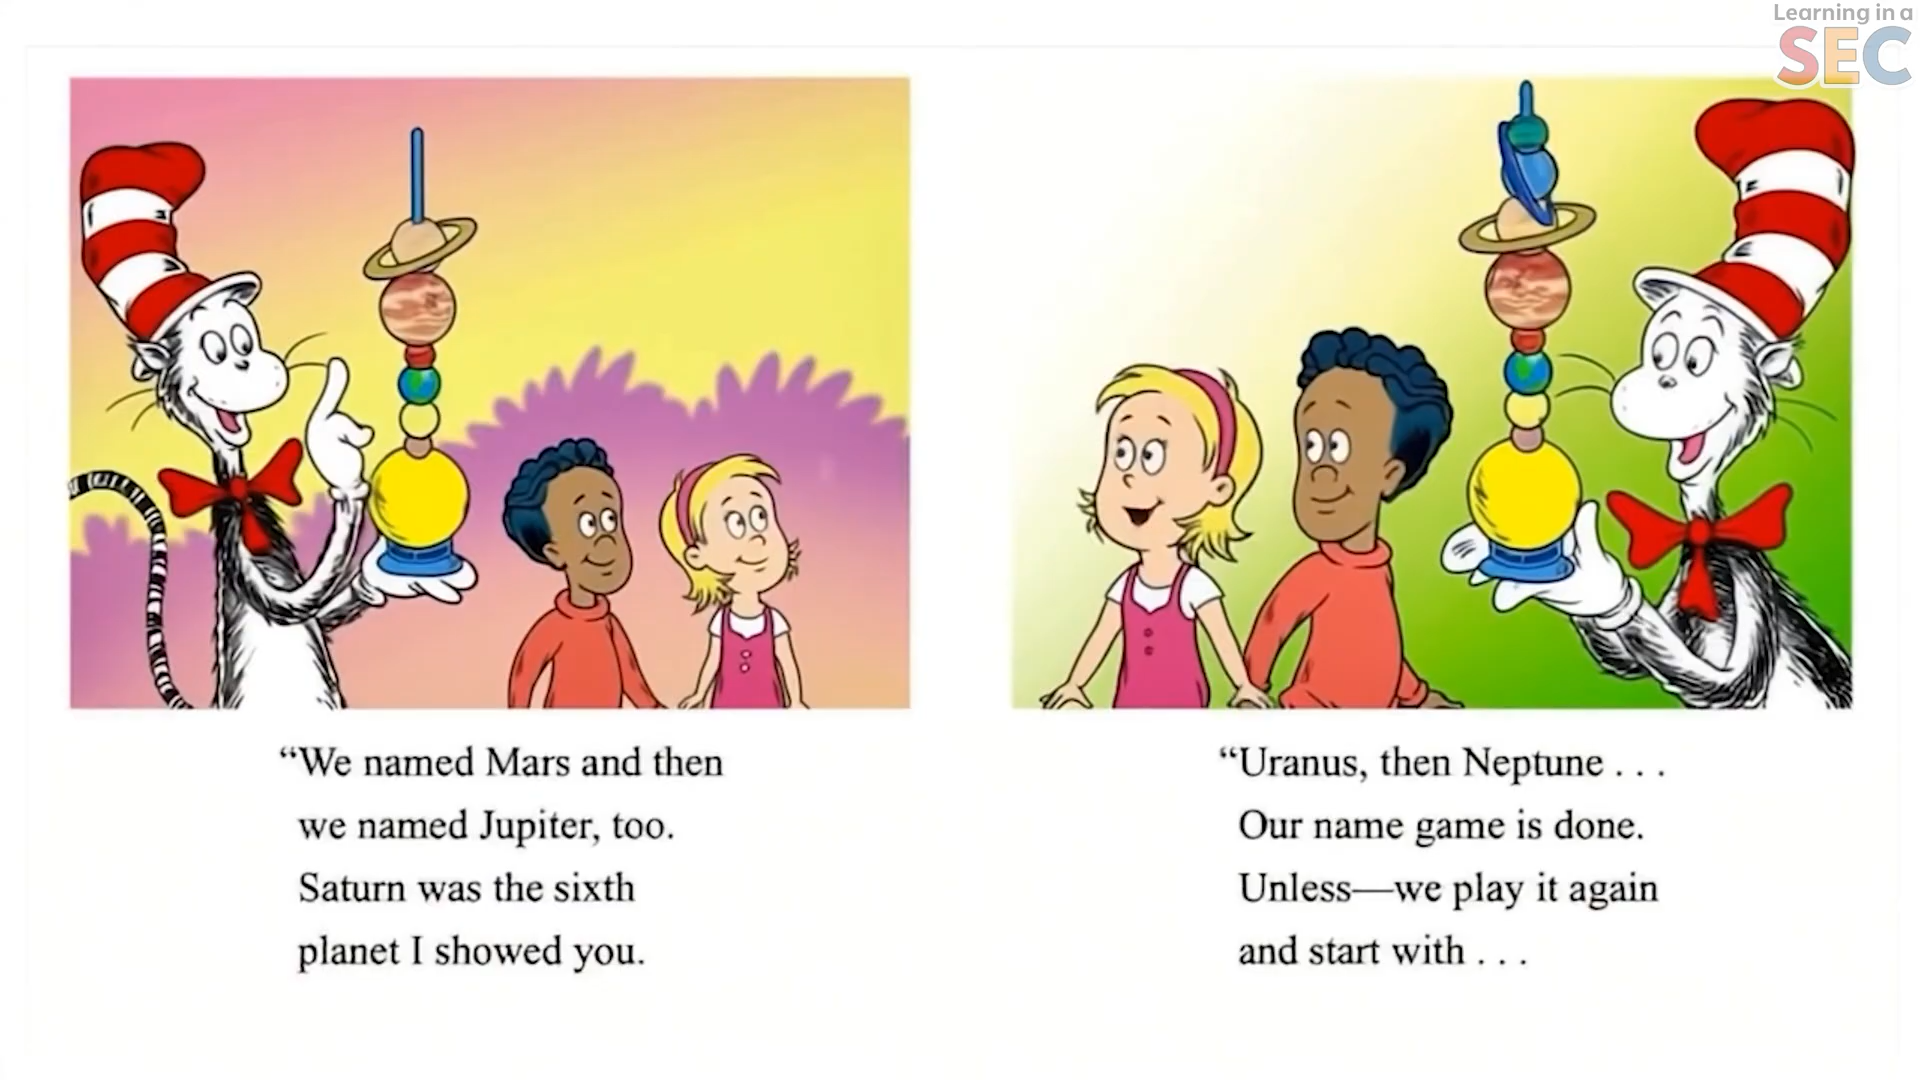 Learning in a
SEC
“We named Mars and then
we named Jupiter, too.
Saturn was the sixth
planet I showed you.
“Uranus, then Neptune . . .
Our name game is done.
Unless—we play it again
and start with . . .